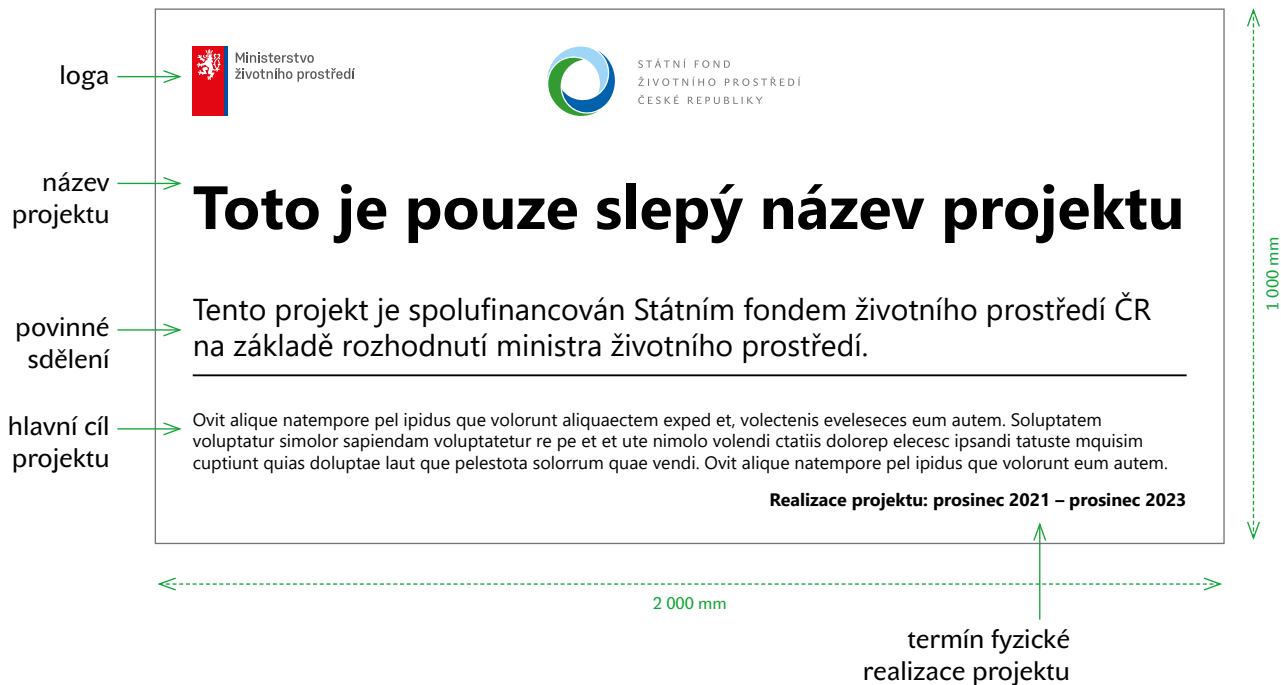 loga
Ministerstvo
životního prostředí
STÁTNÍ FOND
ŽIVOTNÍHO PROSTŘEDÍ
ČESKÉ REPUBLIKY
název
projektu
Toto je pouze slepý název projektu
1 000 mm
povinné
sdělení
Tento projekt je spolufinancován Státním fondem životního prostředí ČR
na základě rozhodnutí ministra životního prostředí.
hlavní cíl
projektu
Ovit alique natempore pel ipidus que volorunt aliquaectem exped et, volectenis eveleseces eum autem. Soluptatem
voluptatur simolor sapiendam voluptatetur re pe et et ute nimolo volendi ctatiis dolorep elecesc ipsandi tatuste mquisim
cuptiunt quias doluptae laut que pelestota solorrum quae vendi. Ovit alique natempore pel ipidus que volorunt eum autem.
Realizace projektu: prosinec 2021 – prosinec 2023
2 000 mm
termín fyzické
realizace projektu